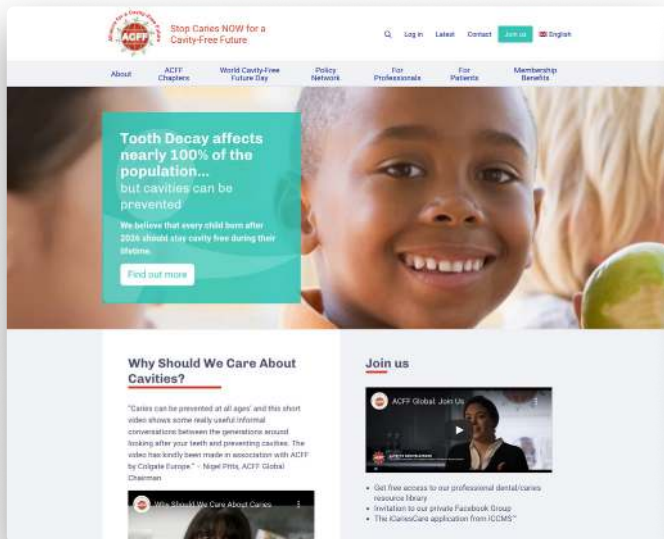 Alliance for a Cavity-Free Future
ACFF
Stop Caries NOW for a
Cavity-Free Future
Log in
Latest
Contact
Join us
English
About
ACFF
Chapters
World Cavity-Free
Future Day
Policy
Network
For
Professionals
For
Patients
Membership
Benefits
Tooth Decay affects
nearly 100% of the
population...
but cavities can be
prevented
We believe that every child born after
2026 should stay cavity free during their
lifetime.
Find out more
Why Should We Care About
Cavities?
"Caries can be prevented at all ages' and this short
video shows some really useful informal
conversations between the generations around
looking after your teeth and preventing cavities. The
video has kindly been made in association with ACFF
by Colgate Europe." – Nigel Pitts, ACFF Global
Chairman
Why Should We Care About Caries
Join us
ACFF Global: Join Us
• Get free access to our professional dental/caries
resource library
• Invitation to our private Facebook Group
• The iCariesCare application from ICCMS™